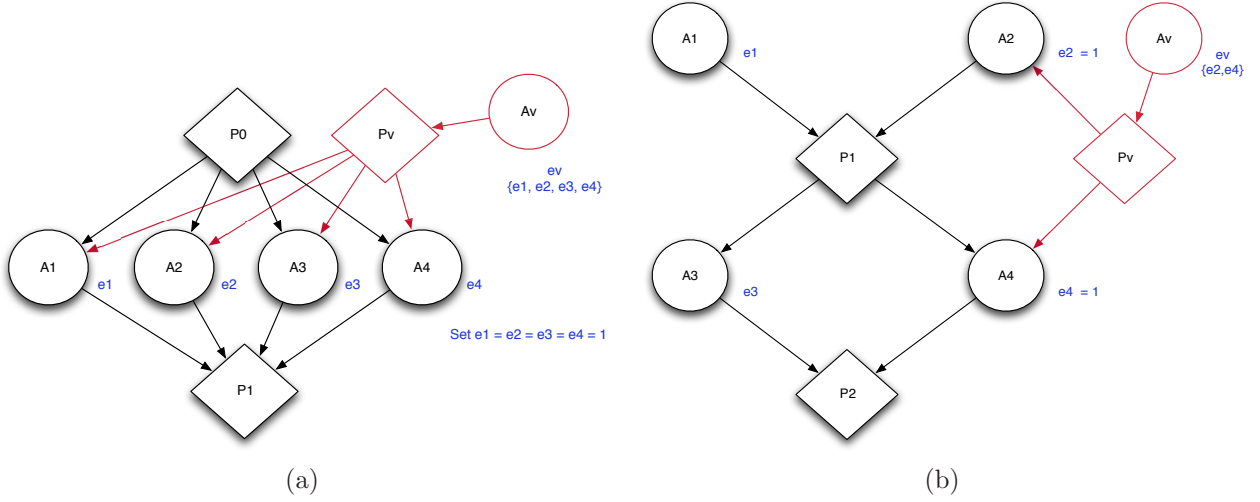 P0
Pv
Av
ev
{e1, e2, e3, e4}
A1
e1
A2
e2
A3
e3
A4
e4
Set e1 = e2 = e3 = e4 = 1
P1
(a)
A1
e1
A2
e2 = 1
Av
ev
{e2,e4}
P1
Pv
A3
e3
A4
e4 = 1
P2
(b)